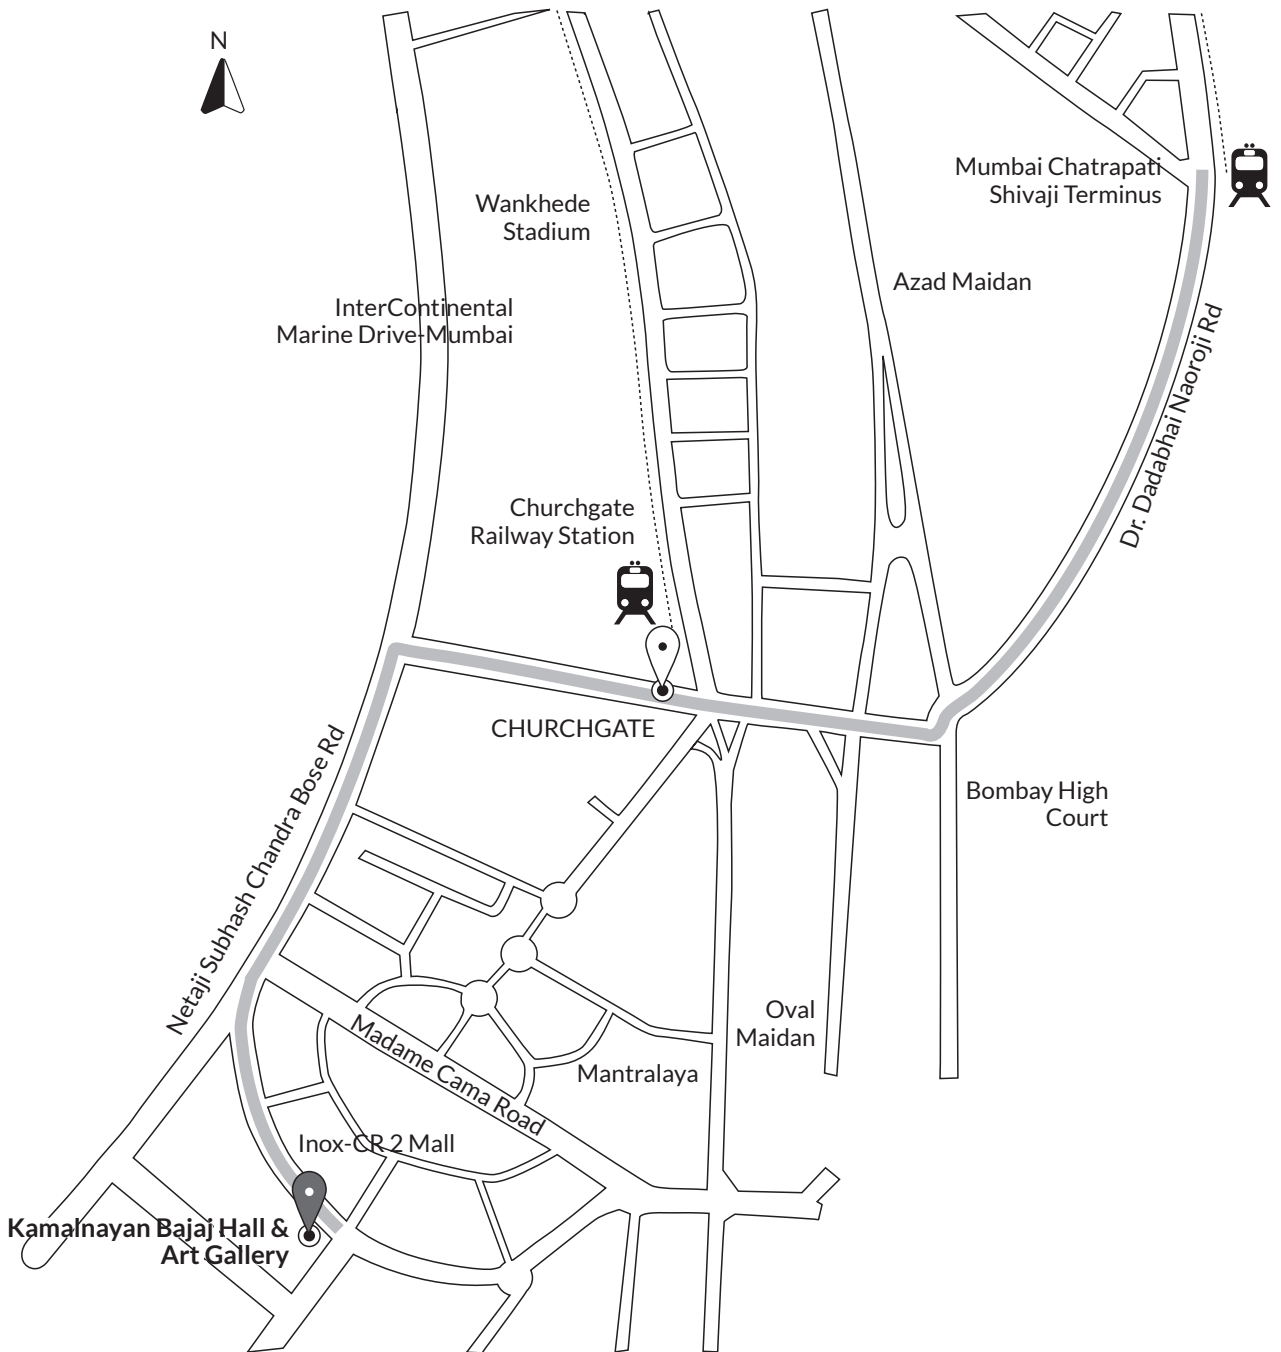 N
Mumbai Chatrapati
Shivaji Terminus
Wankhede
Stadium
Azad Maidan
InterContinental
Marine Drive-Mumbai
Dr. Dadabhai Naoroji Rd
Churchgate
Railway Station
CHURCHGATE
Netaji Subhash Chandra Bose Rd
Bombay High
Court
Oval
Maidan
Madame Cama Road
Mantralaya
Inox-CR 2 Mall
Kamalnayan Bajaj Hall &
Art Gallery